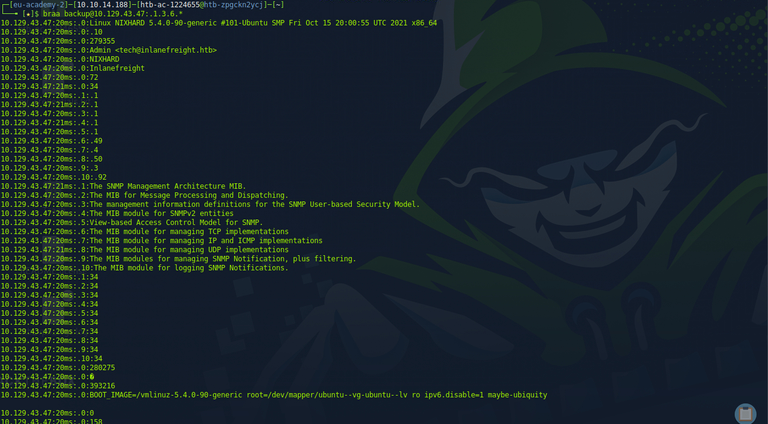 [eu-academy-2]─[10.10.14.188]─[htb-ac-1224655@htb-zpgckn2ycj]─[~]
[★]$ braa backup@10.129.43.47:.1.3.6.*
10.129.43.47:20ms:.0:Linux NIXHARD 5.4.0-90-generic #101-Ubuntu SMP Fri Oct 15 20:00:55 UTC 2021 x86_64
10.129.43.47:20ms:.0:.10
10.129.43.47:20ms:.0:279355
10.129.43.47:20ms:.0:Admin <tech@inlanefreight.htb>
10.129.43.47:20ms:.0:NIXHARD
10.129.43.47:20ms:.0:Inlanefreight
10.129.43.47:20ms:.0:72
10.129.43.47:21ms:.0:34
10.129.43.47:20ms:.1:.1
10.129.43.47:21ms:.2:.1
10.129.43.47:20ms:.3:.1
10.129.43.47:21ms:.4:.1
10.129.43.47:20ms:.5:.1
10.129.43.47:20ms:.6:.49
10.129.43.47:20ms:.7:.4
10.129.43.47:20ms:.8:.50
10.129.43.47:20ms:.9:.3
10.129.43.47:20ms:.10:.92
10.129.43.47:21ms:.1:The SNMP Management Architecture MIB.
10.129.43.47:20ms:.2:The MIB for Message Processing and Dispatching.
10.129.43.47:20ms:.3:The management information definitions for the SNMP User-based Security Model.
10.129.43.47:20ms:.4:The MIB module for SNMPv2 entities
10.129.43.47:20ms:.5:View-based Access Control Model for SNMP.
10.129.43.47:20ms:.6:The MIB module for managing TCP implementations
10.129.43.47:20ms:.7:The MIB module for managing IP and ICMP implementations
10.129.43.47:21ms:.8:The MIB module for managing UDP implementations
10.129.43.47:20ms:.9:The MIB modules for managing SNMP Notification, plus filtering.
10.129.43.47:20ms:.10:The MIB module for logging SNMP Notifications.
10.129.43.47:20ms:.1:34
10.129.43.47:20ms:.2:34
10.129.43.47:20ms:.3:34
10.129.43.47:20ms:.4:34
10.129.43.47:20ms:.5:34
10.129.43.47:20ms:.6:34
10.129.43.47:20ms:.7:34
10.129.43.47:20ms:.8:34
10.129.43.47:20ms:.9:34
10.129.43.47:20ms:.10:34
10.129.43.47:20ms:.0:280275
10.129.43.47:20ms:.0:�
10.129.43.47:20ms:.0:393216
10.129.43.47:20ms:.0:BOOT_IMAGE=/vmlinuz-5.4.0-90-generic root=/dev/mapper/ubuntu--vg-ubuntu--lv ro ipv6.disable=1 maybe-ubiquity
10.129.43.47:20ms:.0:0
10.129.43.47:20ms:.0:158